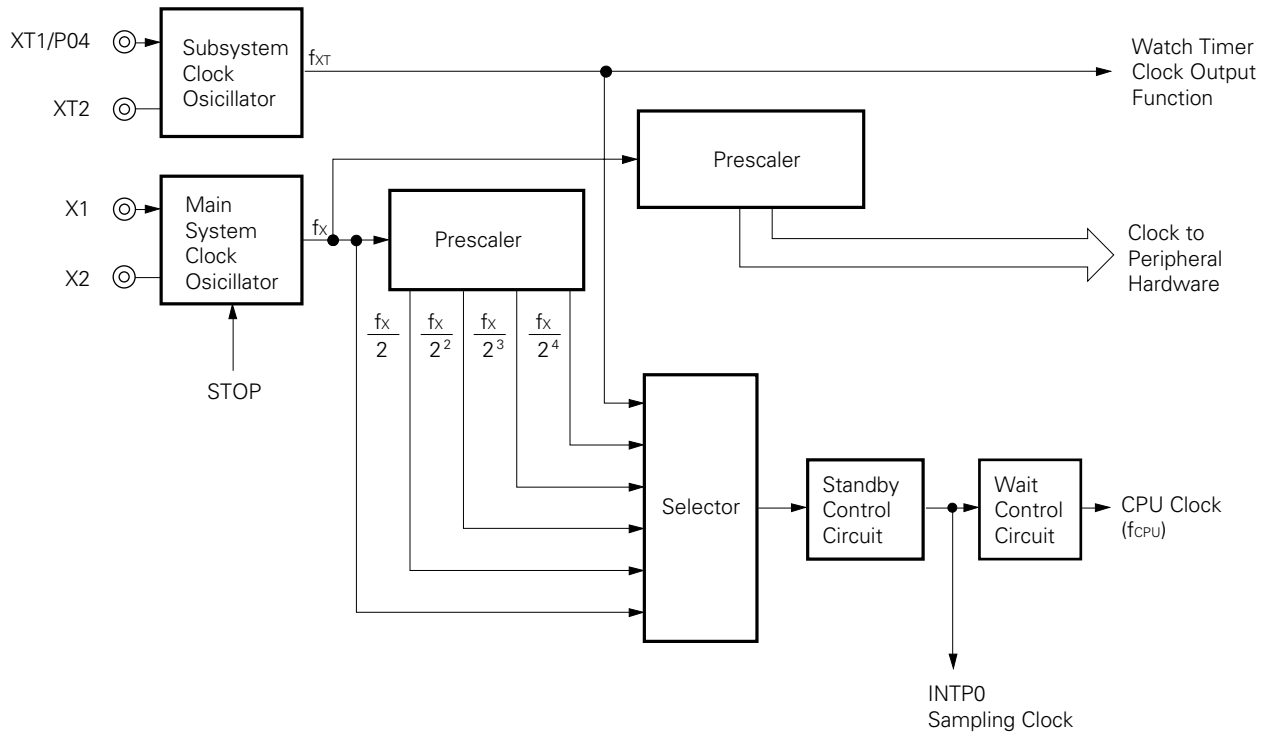 XT1/P04
XT2
Subsystem
Clock
Osicillator
fXT
Watch Timer
Clock Output
Function
Prescaler
X1
X2
Main
System
Clock
Osicillator
fX
Prescaler
Clock to
Peripheral
Hardware
fX
2
fX
2²
fX
2³
fX
2⁴
STOP
Selector
Standby
Control
Circuit
Wait
Control
Circuit
CPU Clock
(fCPU)
INTP0
Sampling Clock